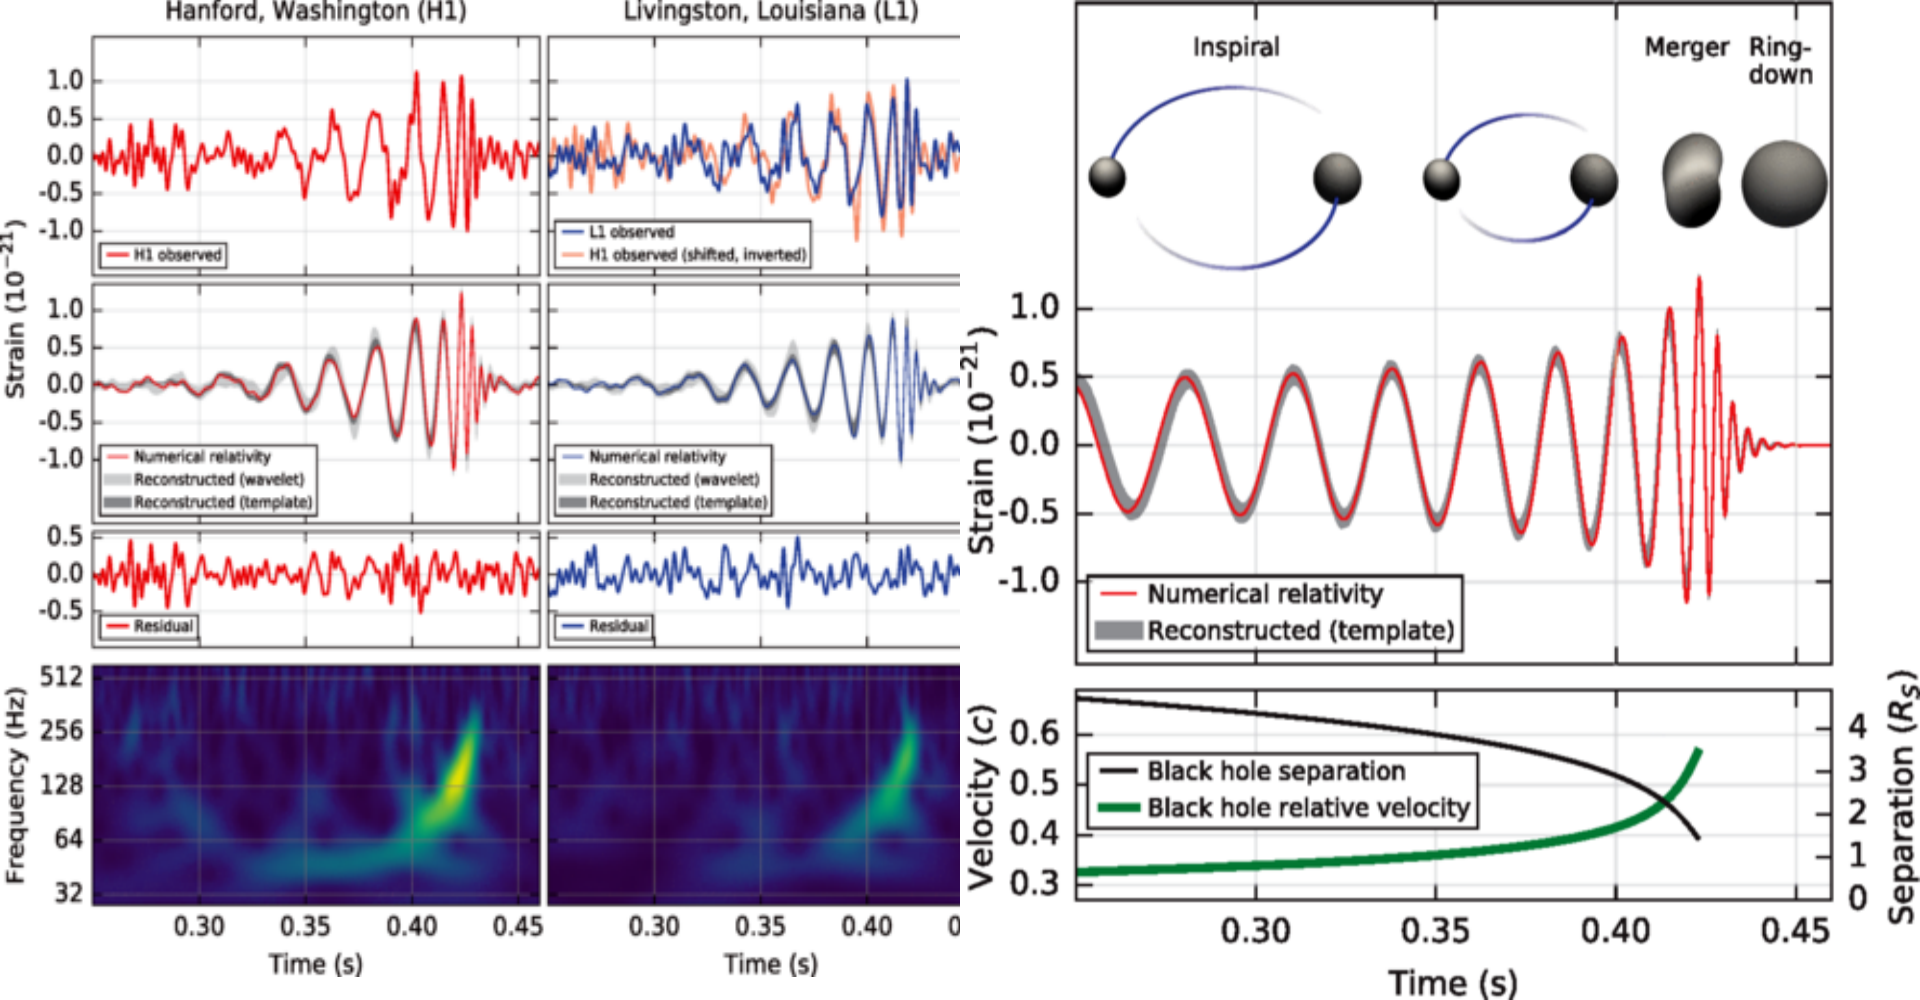 Hanford, Washington (H1)
Livingston, Louisiana (L1)
Strain (10⁻²¹)
1.0
0.5
0.0
-0.5
-1.0
H1 observed
L1 observed
H1 observed (shifted, inverted)
1.0
0.5
0.0
-0.5
-1.0
Numerical relativity
Reconstructed (wavelet)
Reconstructed (template)
Numerical relativity
Reconstructed (wavelet)
Reconstructed (template)
0.5
0.0
-0.5
Residual
Residual
Frequency (Hz)
512
256
128
64
32
0.30 0.35 0.40 0.45
0.30 0.35 0.40 0
Time (s)
Time (s)
Inspiral
Merger
Ring-
down
Strain (10⁻²¹)
1.0
0.5
0.0
-0.5
-1.0
Numerical relativity
Reconstructed (template)
Velocity (c)
0.6
0.5
0.4
0.3
Black hole separation
Black hole relative velocity
4
3
2
1
0
Separation (R_S)
0.30 0.35 0.40 0.45
Time (s)